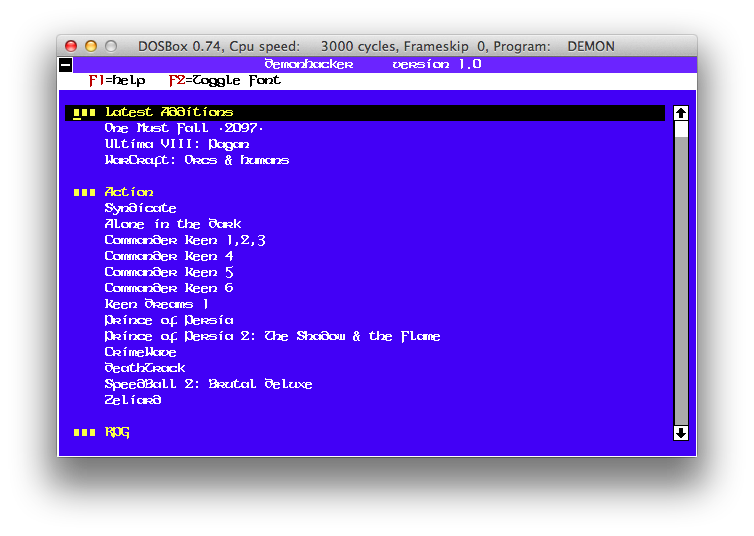 DOSBox 0.74, Cpu speed: 3000 cycles, Frameskip 0, Program: DEMON
Demonhacker Version 1.0
F1=Help F2=Toggle Font
Latest Additions
One Must Fall ·2097·
Ultima VIII: Pagan
WarCraft: Orcs & Humans
Action
Syndicate
Alone in the Dark
Commander Keen 1,2,3
Commander Keen 4
Commander Keen 5
Commander Keen 6
Keen Dreams 1
Prince of Persia
Prince of Persia 2: The Shadow & the Flame
CrimeWave
DeathTrack
SpeedBall 2: Brutal Deluxe
Zeliard
RPG